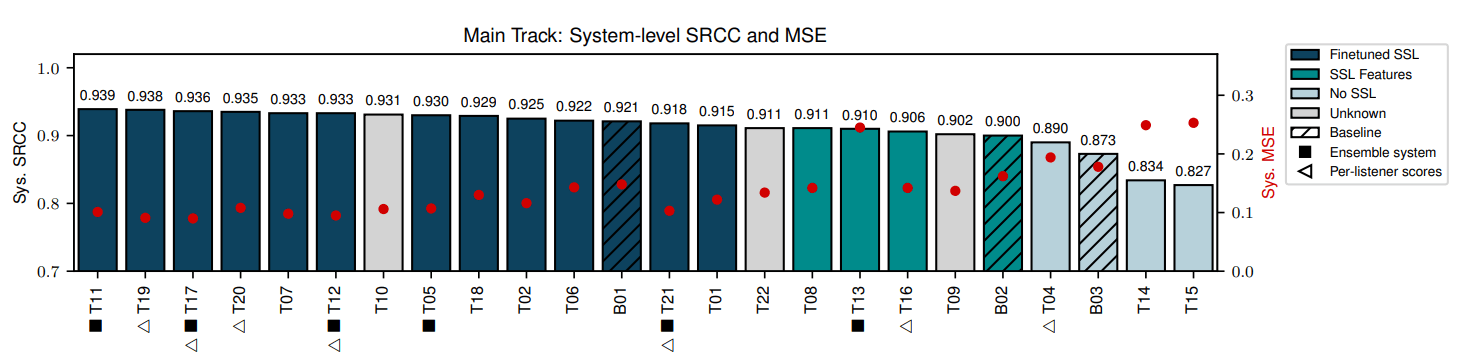 Main Track: System-level SRCC and MSE
Sys. SRCC
1.0
0.9
0.8
0.7
0.939 0.938 0.936 0.935 0.933 0.933 0.931 0.930 0.929 0.925 0.922 0.921 0.918 0.915 0.911 0.911 0.910 0.906 0.902 0.900 0.890 0.873 0.834 0.827
T11 T19 T17 T20 T07 T12 T10 T05 T18 T02 T06 B01 T21 T01 T22 T08 T13 T16 T09 B02 T04 B03 T14 T15
0.3
0.2
0.1
0.0
Sys. MSE
Finetuned SSL
SSL Features
No SSL
Unknown
Baseline
Ensemble system
Per-listener scores